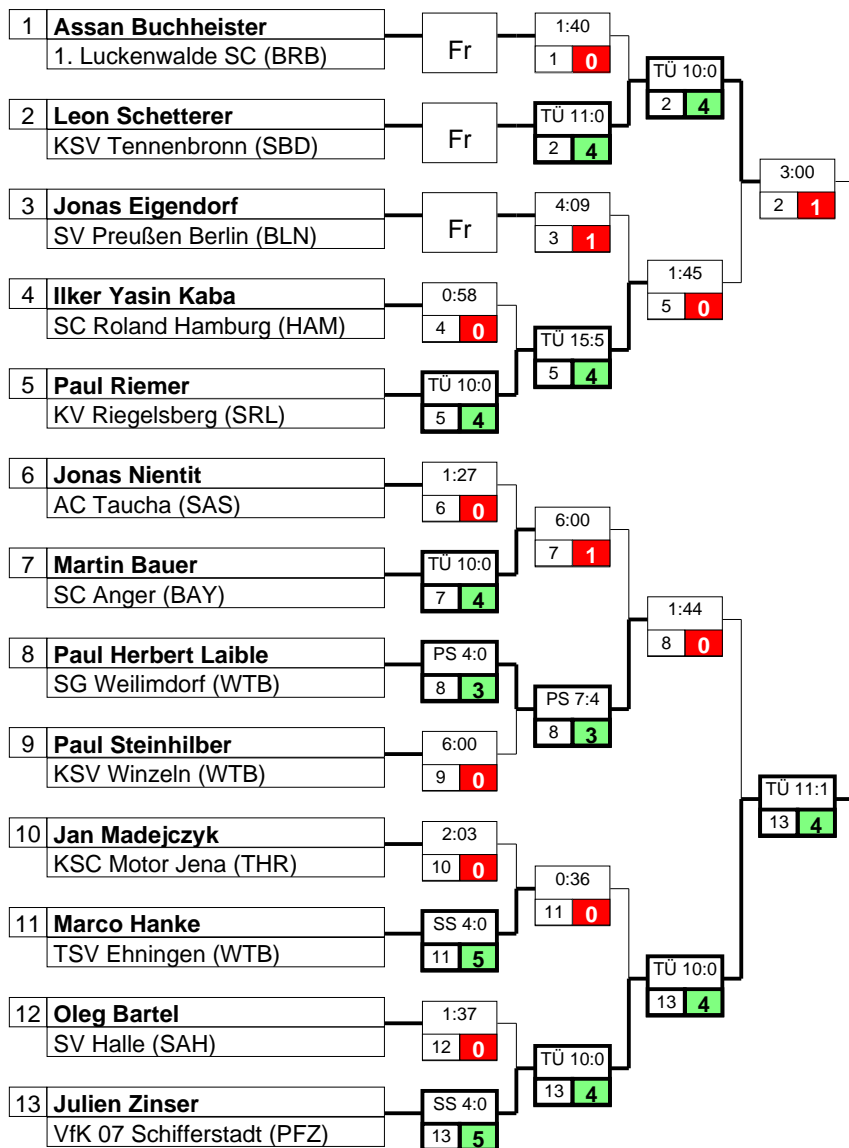 1 Assan Buchheister
1. Luckenwalde SC (BRB)
Fr
1:40
1 0
TÜ 10:0
2 4
2 Leon Schetterer
KSV Tennenbronn (SBD)
Fr
TÜ 11:0
2 4
3:00
2 1
3 Jonas Eigendorf
SV Preußen Berlin (BLN)
Fr
4:09
3 1
1:45
5 0
4 Ilker Yasin Kaba
SC Roland Hamburg (HAM)
0:58
4 0
TÜ 15:5
5 4
5 Paul Riemer
KV Riegelsberg (SRL)
TÜ 10:0
5 4
6 Jonas Nientit
AC Taucha (SAS)
1:27
6 0
6:00
7 1
7 Martin Bauer
SC Anger (BAY)
TÜ 10:0
7 4
1:44
8 0
8 Paul Herbert Laible
SG Weilimdorf (WTB)
PS 4:0
8 3
PS 7:4
8 3
9 Paul Steinhilber
KSV Winzeln (WTB)
6:00
9 0
TÜ 11:1
13 4
10 Jan Madejczyk
KSC Motor Jena (THR)
2:03
10 0
0:36
11 0
11 Marco Hanke
TSV Ehningen (WTB)
SS 4:0
11 5
TÜ 10:0
13 4
12 Oleg Bartel
SV Halle (SAH)
1:37
12 0
TÜ 10:0
13 4
13 Julien Zinser
VfK 07 Schifferstadt (PFZ)
SS 4:0
13 5